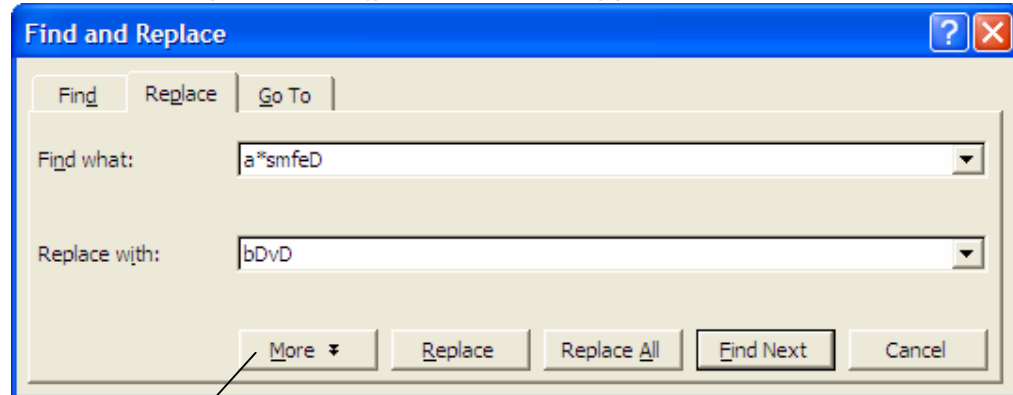 Find and Replace
Find Replace Go To
Find what: a*smfeD
Replace with: bDvD
More Replace Replace All Find Next Cancel